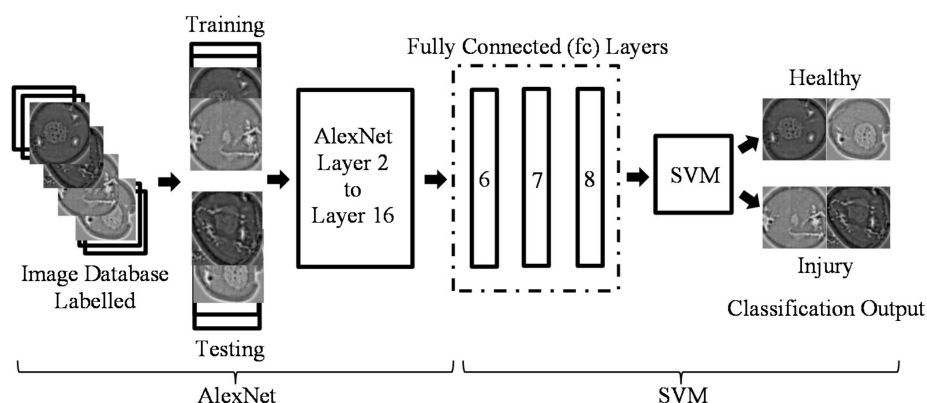 Training
Fully Connected (fc) Layers
Healthy
AlexNet
Layer 2
to
Layer 16
6
7
8
SVM
Image Database
Labelled
Injury
Classification Output
Testing
AlexNet
SVM